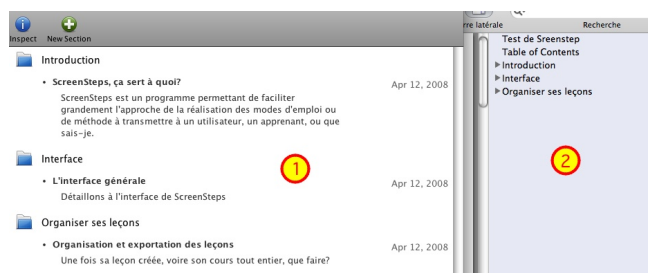 Inspect
New Section
Introduction
• ScreenSteps, ça sert à quoi?
Apr 12, 2008
ScreenSteps est un programme permettant de faciliter
grandement l'approche de la réalisation des modes d'emploi ou
de méthode à transmettre à un utilisateur, un apprenant, ou que
sais-je.
Interface
1
• L'interface générale
Apr 12, 2008
Détaillons à l'interface de ScreenSteps
Organiser ses leçons
• Organisation et exportation des leçons
Apr 12, 2008
Une fois sa leçon créée, voire son cours tout entier, que faire?
rre latérale
Recherche
Test de Sreenstep
Table of Contents
Introduction
Interface
Organiser ses leçons
2